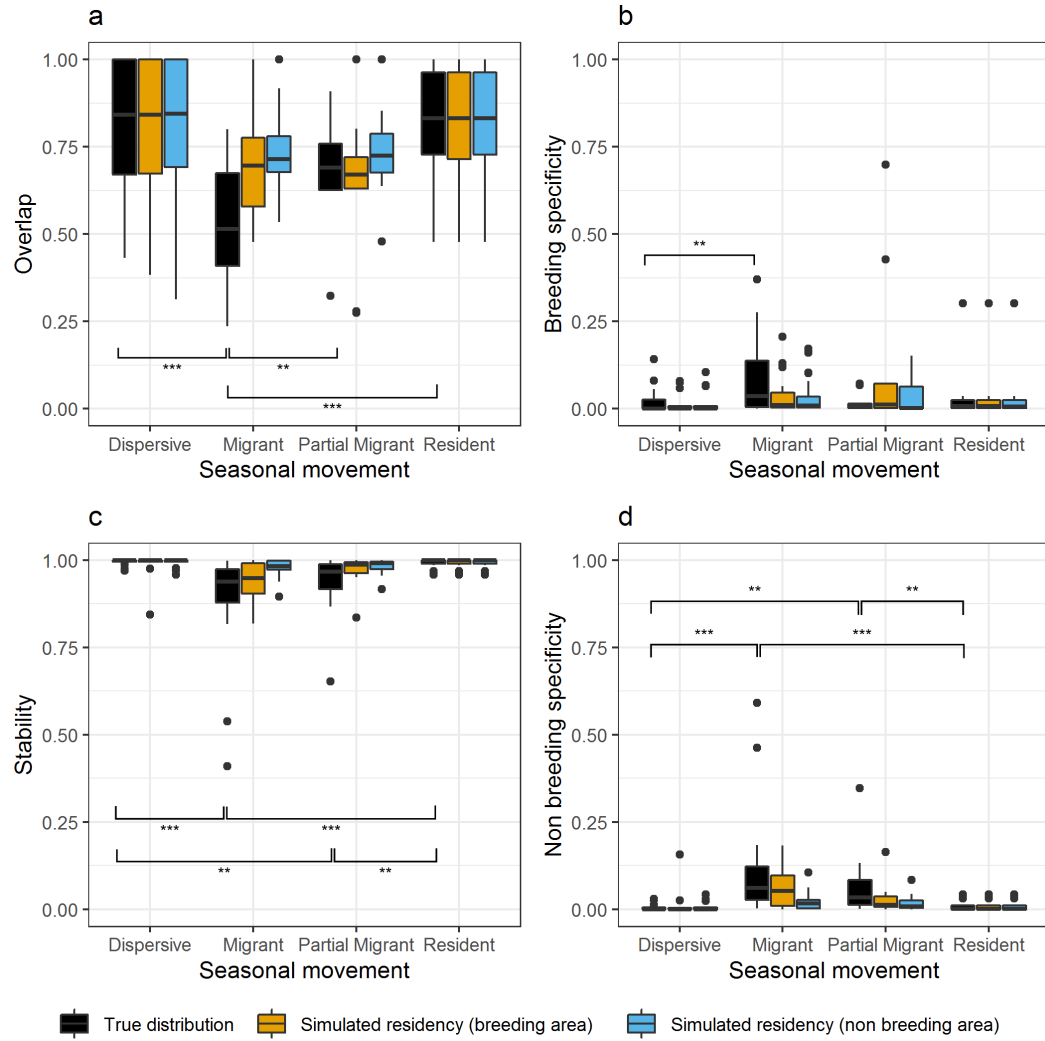 a
1.00
0.75
0.50
0.25
0.00
Overlap
***
**
***
Dispersive Migrant Partial Migrant Resident
Seasonal movement
b
1.00
0.75
0.50
0.25
0.00
Breeding specificity
**
Dispersive Migrant Partial Migrant Resident
Seasonal movement
c
1.00
0.75
0.50
0.25
0.00
Stability
***
***
**
**
Dispersive Migrant Partial Migrant Resident
Seasonal movement
d
1.00
0.75
0.50
0.25
0.00
Non breeding specificity
**
**
***
***
Dispersive Migrant Partial Migrant Resident
Seasonal movement
True distribution Simulated residency (breeding area) Simulated residency (non breeding area)